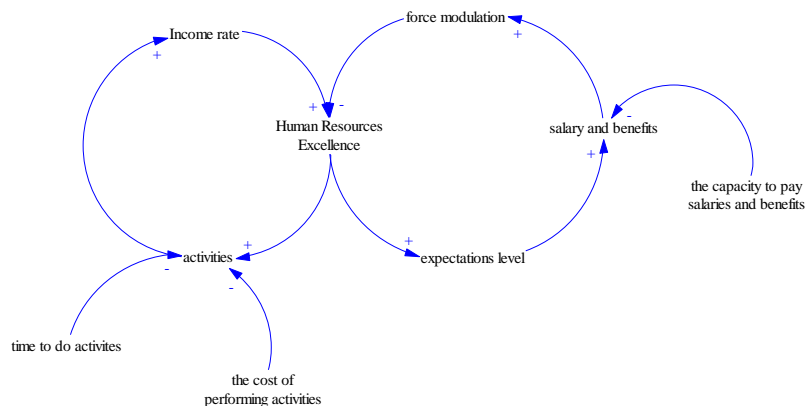 Income rate
force modulation
+
+
+
-
Human Resources
Excellence
salary and benefits
-
+
the capacity to pay
salaries and benefits
+
+
activities
expectations level
-
-
time to do activites
the cost of
performing activities